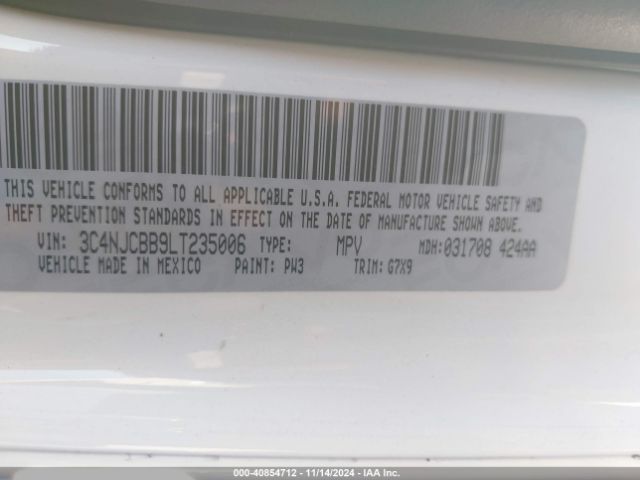 THIS VEHICLE CONFORMS TO ALL APPLICABLE U.S.A. FEDERAL MOTOR VEHICLE SAFETY AND
THEFT PREVENTION STANDARDS IN EFFECT ON THE DATE OF MANUFACTURE SHOWN ABOVE.
VIN: 3C4NJCBB9LT235006 TYPE: MPV MDH:031708 424AA
VEHICLE MADE IN MEXICO PAINT: PW3 TRIM: G7X9
000-40854712 - 11/14/2024 - IAA Inc.